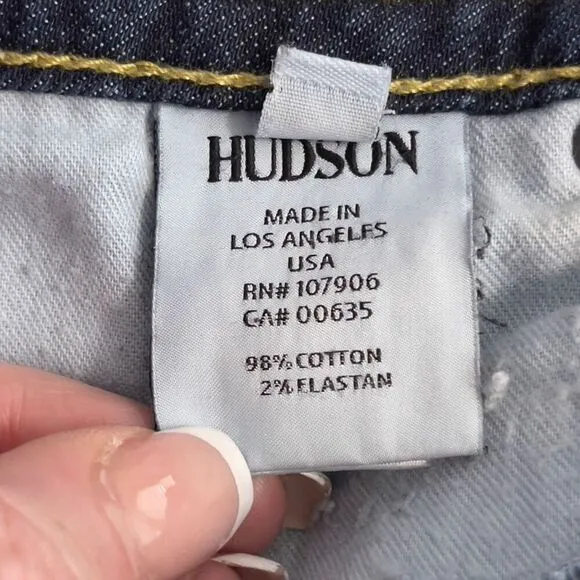 HUDSON
MADE IN
LOS ANGELES
USA
RN# 107906
CA# 00635
98% COTTON
2% ELASTAN